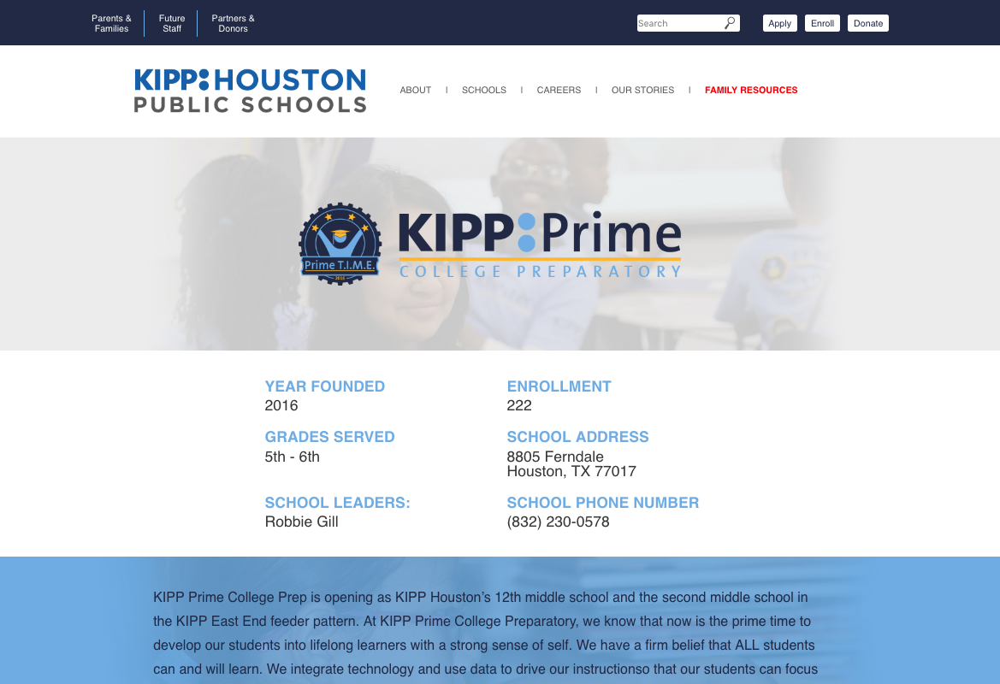 Parents & Families
Future Staff
Partners & Donors
Search
Apply
Enroll
Donate
KIPP:HOUSTON
PUBLIC SCHOOLS
ABOUT | SCHOOLS | CAREERS | OUR STORIES | FAMILY RESOURCES
Prime T.I.M.E.
2016
KIPP:Prime
COLLEGE PREPARATORY
YEAR FOUNDED
2016
ENROLLMENT
222
GRADES SERVED
5th - 6th
SCHOOL ADDRESS
8805 Ferndale
Houston, TX 77017
SCHOOL LEADERS:
Robbie Gill
SCHOOL PHONE NUMBER
(832) 230-0578
KIPP Prime College Prep is opening as KIPP Houston’s 12th middle school and the second middle school in
the KIPP East End feeder pattern. At KIPP Prime College Preparatory, we know that now is the prime time to
develop our students into lifelong learners with a strong sense of self. We have a firm belief that ALL students
can and will learn. We integrate technology and use data to drive our instructionso that our students can focus